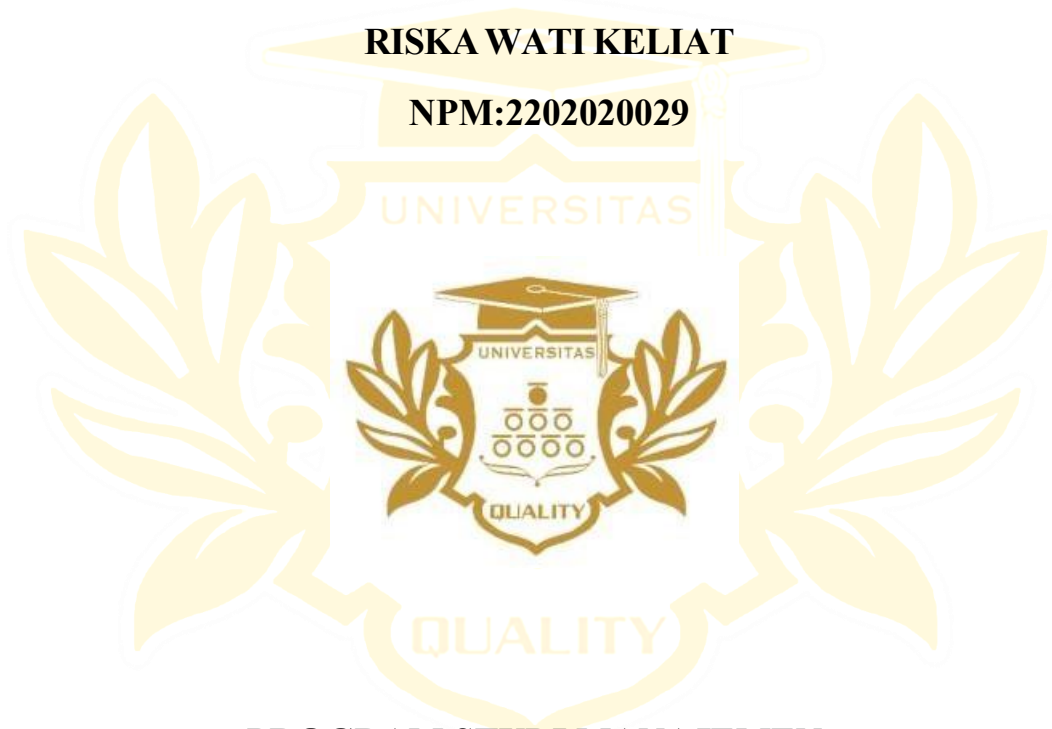 RISKA WATI KELIAT
NPM:2202020029
UNIVERSITAS
UNIVERSITAS
QUALITY
QUALITY